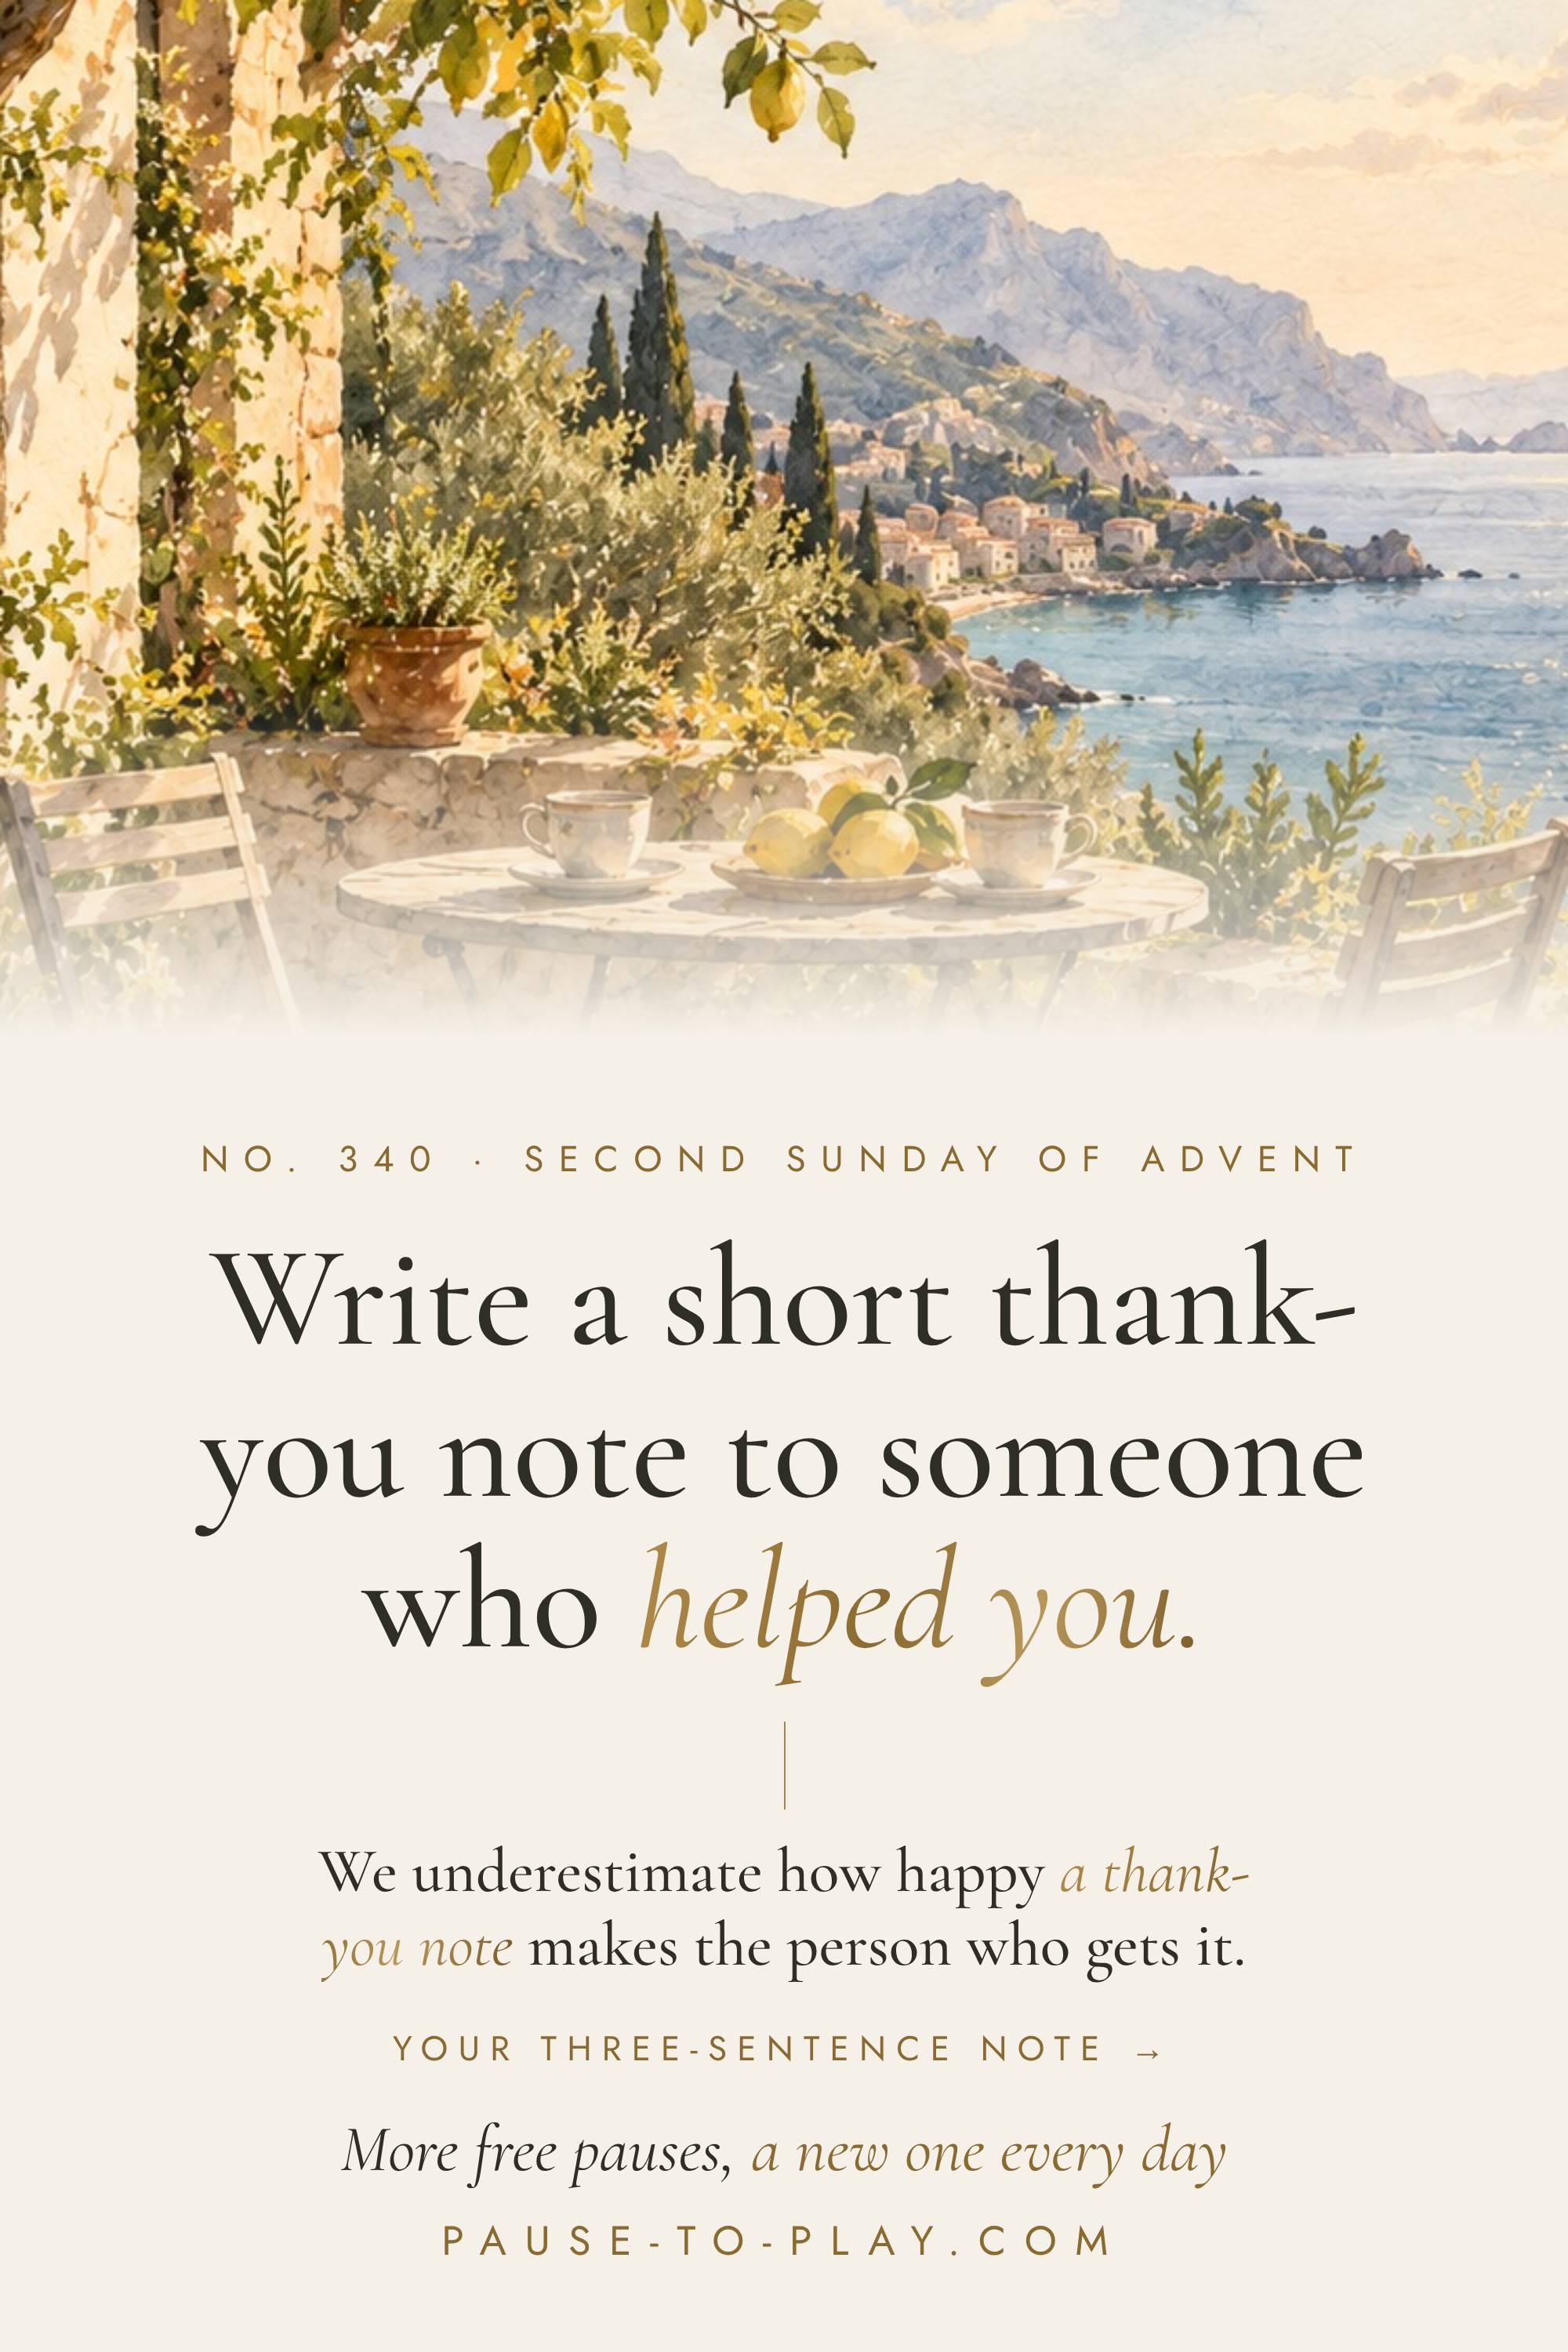 NO. 340 · SECOND SUNDAY OF ADVENT
Write a short thank-
you note to someone
who helped you.
We underestimate how happy a thank-
you note makes the person who gets it.
YOUR THREE-SENTENCE NOTE →
More free pauses, a new one every day
PAUSE-TO-PLAY.COM